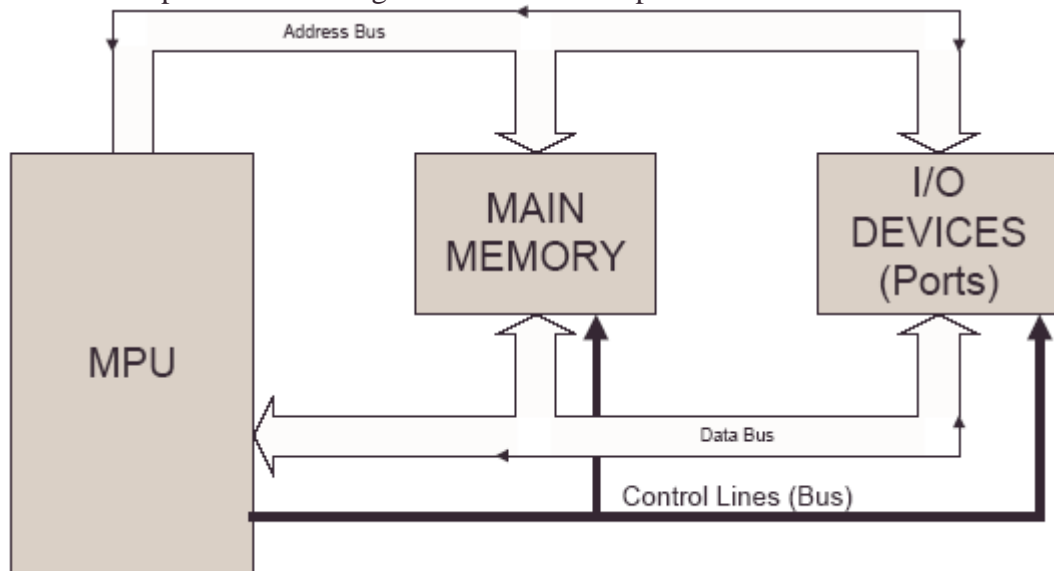 Address Bus
MAIN
MEMORY
I/O
DEVICES
(Ports)
MPU
Data Bus
Control Lines (Bus)